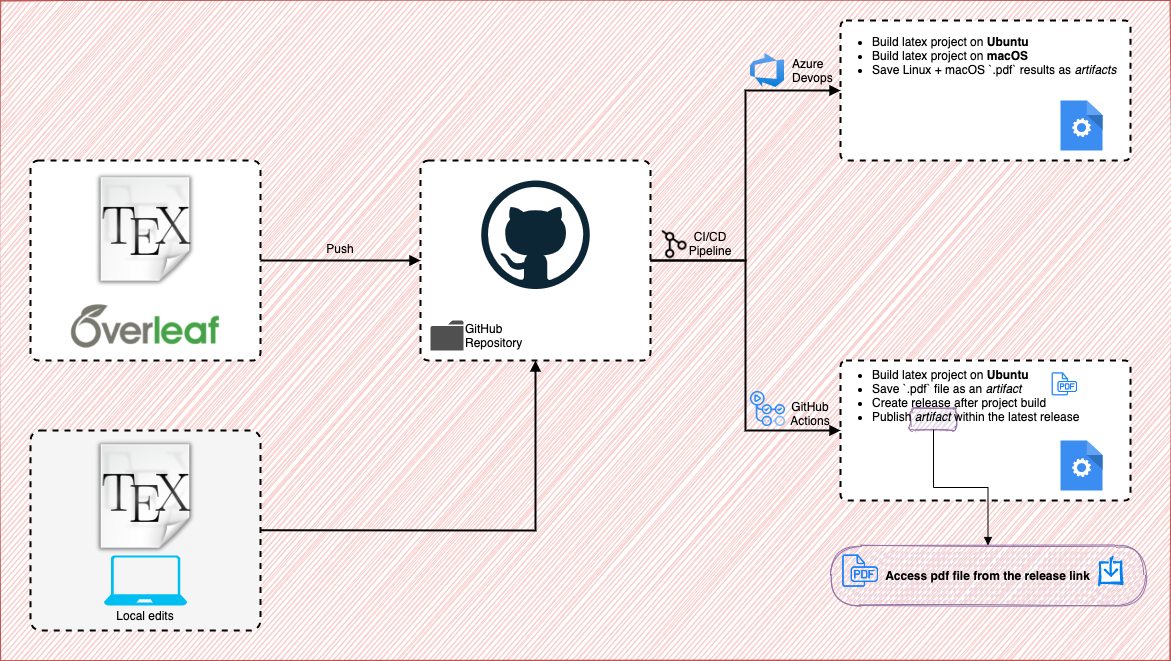 TEX
Overleaf
Push
GitHub
Repository
TEX
Local edits
CI/CD
Pipeline
Azure
Devops
• Build latex project on Ubuntu
• Build latex project on macOS
• Save Linux + macOS `.pdf` results as artifacts
GitHub
Actions
• Build latex project on Ubuntu
• Save `.pdf` file as an artifact
• Create release after project build
• Publish artifact within the latest release
PDF
PDF
Access pdf file from the release link